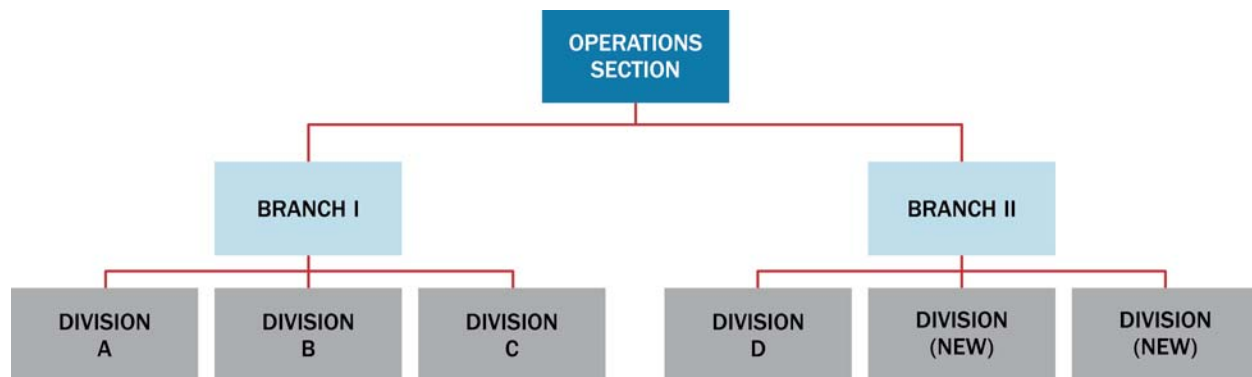 OPERATIONS
SECTION
BRANCH I
BRANCH II
DIVISION
A
DIVISION
B
DIVISION
C
DIVISION
D
DIVISION
(NEW)
DIVISION
(NEW)